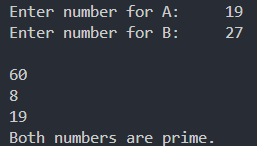 Enter number for A:     19
Enter number for B:     27
60
8
19
Both numbers are prime.